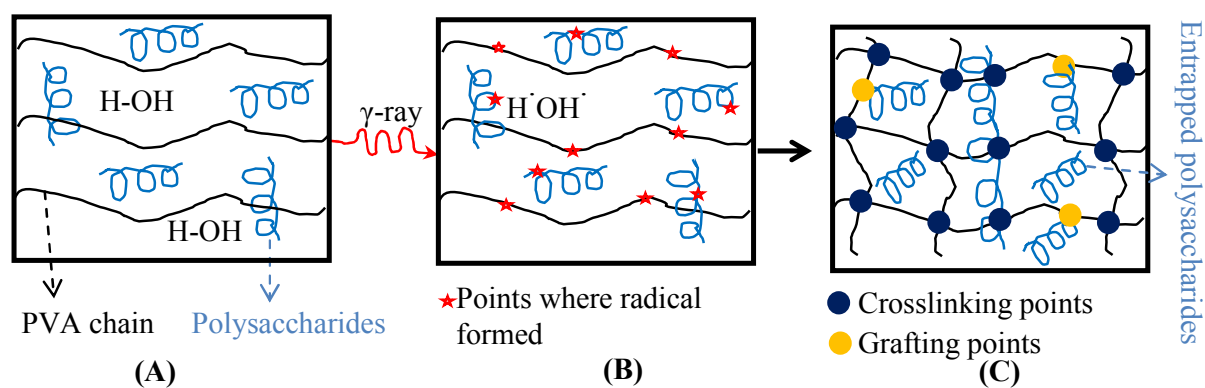 H-OH
H-OH
PVA chain
Polysaccharides
(A)
γ-ray
H˙OH˙
Points where radical
formed
(B)
Crosslinking points
Grafting points
(C)
Entrapped polysaccharides